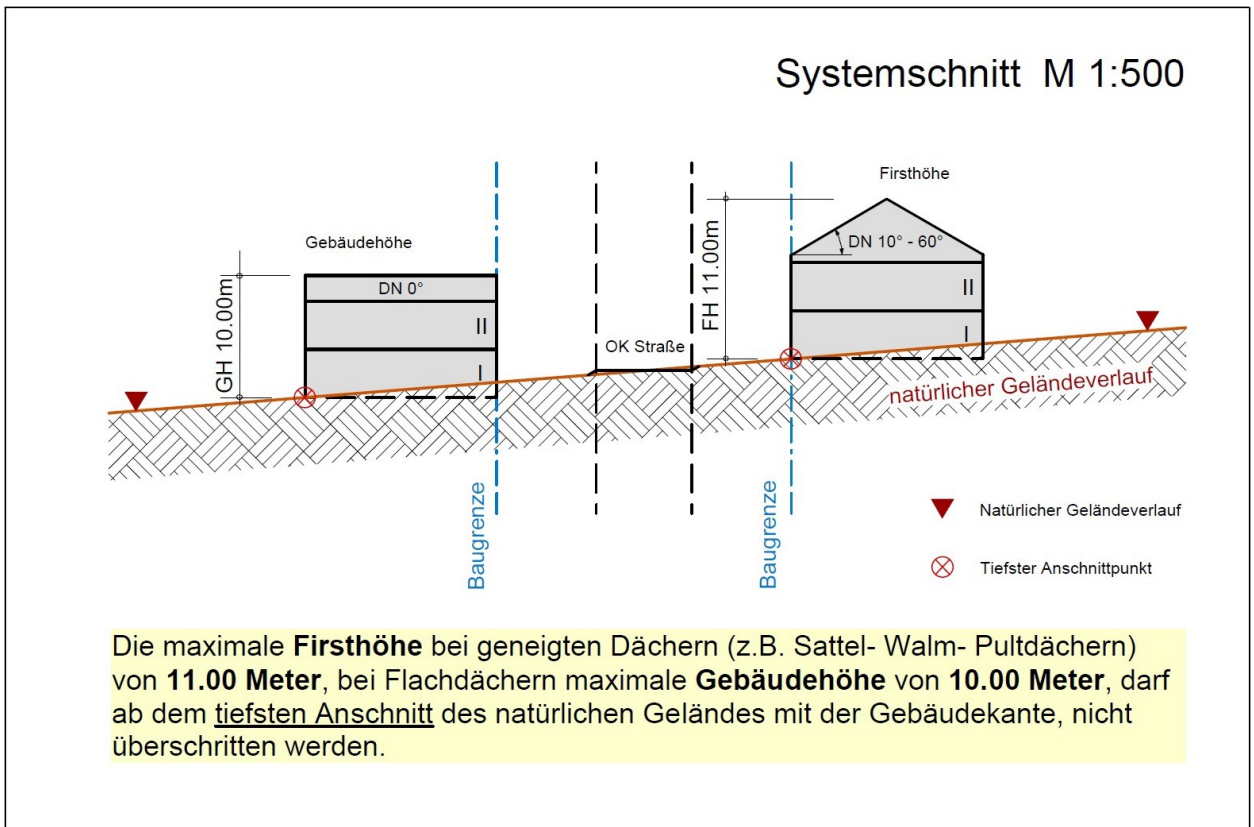 Systemschnitt M 1:500
Firsthöhe
Gebäudehöhe
DN 10° - 60°
DN 0°
GH 10.00m
FH 11.00m
II
II
OK Straße
I
I
natürlicher Geländeverlauf
Baugrenze
Baugrenze
Natürlicher Geländeverlauf
Tiefster Anschnittpunkt
Die maximale Firsthöhe bei geneigten Dächern (z.B. Sattel- Walm- Pultdächern)
von 11.00 Meter, bei Flachdächern maximale Gebäudehöhe von 10.00 Meter, darf
ab dem tiefsten Anschnitt des natürlichen Geländes mit der Gebäudekante, nicht
überschritten werden.